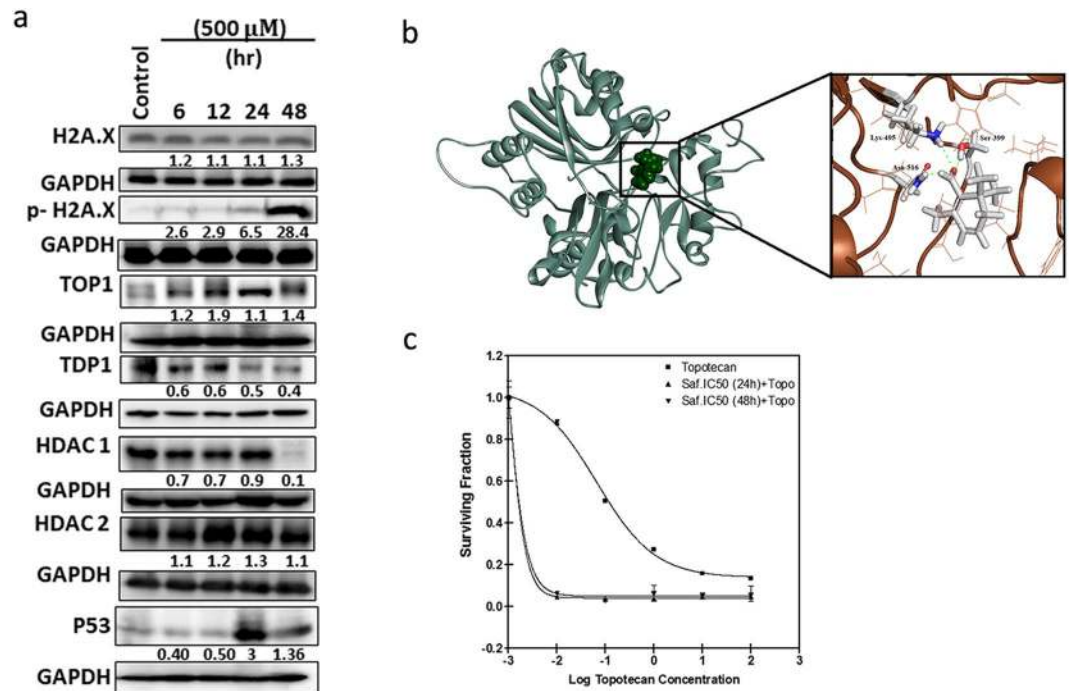 a
(500 µM)
(hr)
Control 6 12 24 48
H2A.X
1.2 1.1 1.1 1.3
GAPDH
p- H2A.X
2.6 2.9 6.5 28.4
GAPDH
TOP1
1.2 1.9 1.1 1.4
GAPDH
TDP1
0.6 0.6 0.5 0.4
GAPDH
HDAC 1
0.7 0.7 0.9 0.1
GAPDH
HDAC 2
1.1 1.2 1.3 1.1
GAPDH
P53
0.40 0.50 3 1.36
GAPDH
b
Lys-495
Ser-399
Asn-516
c
Topotecan
Saf.IC50 (24h)+Topo
Saf.IC50 (48h)+Topo
Surviving Fraction
1.2
1.0
0.8
0.6
0.4
0.2
0.0
-0.2
-3 -2 -1 0 1 2 3
Log Topotecan Concentration